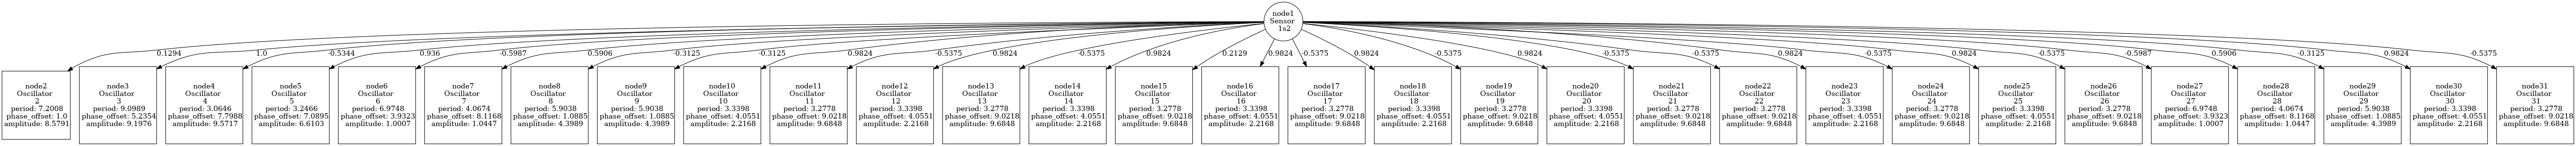 node1
Sensor
1s2
0.1294
1.0
-0.5344
0.936
-0.5987
0.5906
-0.3125
-0.3125
0.9824
-0.5375
0.9824
-0.5375
0.9824
0.2129
0.9824
-0.5375
0.9824
-0.5375
0.9824
-0.5375
-0.5375
0.9824
-0.5375
0.9824
-0.5375
-0.5987
0.5906
-0.3125
0.9824
-0.5375
node2
Oscillator
2
period: 7.2008
phase_offset: 1.0
amplitude: 8.5791
node3
Oscillator
3
period: 9.0989
phase_offset: 5.2354
amplitude: 9.1976
node4
Oscillator
4
period: 3.0646
phase_offset: 7.7988
amplitude: 9.5717
node5
Oscillator
5
period: 3.2466
phase_offset: 7.0895
amplitude: 6.6103
node6
Oscillator
6
period: 6.9748
phase_offset: 3.9323
amplitude: 1.0007
node7
Oscillator
7
period: 4.0674
phase_offset: 8.1168
amplitude: 1.0447
node8
Oscillator
8
period: 5.9038
phase_offset: 1.0885
amplitude: 4.3989
node9
Oscillator
9
period: 5.9038
phase_offset: 1.0885
amplitude: 4.3989
node10
Oscillator
10
period: 3.3398
phase_offset: 4.0551
amplitude: 2.2168
node11
Oscillator
11
period: 3.2778
phase_offset: 9.0218
amplitude: 9.6848
node12
Oscillator
12
period: 3.3398
phase_offset: 4.0551
amplitude: 2.2168
node13
Oscillator
13
period: 3.2778
phase_offset: 9.0218
amplitude: 9.6848
node14
Oscillator
14
period: 3.3398
phase_offset: 4.0551
amplitude: 2.2168
node15
Oscillator
15
period: 3.2778
phase_offset: 9.0218
amplitude: 9.6848
node16
Oscillator
16
period: 3.3398
phase_offset: 4.0551
amplitude: 2.2168
node17
Oscillator
17
period: 3.2778
phase_offset: 9.0218
amplitude: 9.6848
node18
Oscillator
18
period: 3.3398
phase_offset: 4.0551
amplitude: 2.2168
node19
Oscillator
19
period: 3.2778
phase_offset: 9.0218
amplitude: 9.6848
node20
Oscillator
20
period: 3.3398
phase_offset: 4.0551
amplitude: 2.2168
node21
Oscillator
21
period: 3.2778
phase_offset: 9.0218
amplitude: 9.6848
node22
Oscillator
22
period: 3.2778
phase_offset: 9.0218
amplitude: 9.6848
node23
Oscillator
23
period: 3.3398
phase_offset: 4.0551
amplitude: 2.2168
node24
Oscillator
24
period: 3.2778
phase_offset: 9.0218
amplitude: 9.6848
node25
Oscillator
25
period: 3.3398
phase_offset: 4.0551
amplitude: 2.2168
node26
Oscillator
26
period: 3.2778
phase_offset: 9.0218
amplitude: 9.6848
node27
Oscillator
27
period: 6.9748
phase_offset: 3.9323
amplitude: 1.0007
node28
Oscillator
28
period: 4.0674
phase_offset: 8.1168
amplitude: 1.0447
node29
Oscillator
29
period: 5.9038
phase_offset: 1.0885
amplitude: 4.3989
node30
Oscillator
30
period: 3.3398
phase_offset: 4.0551
amplitude: 2.2168
node31
Oscillator
31
period: 3.2778
phase_offset: 9.0218
amplitude: 9.6848